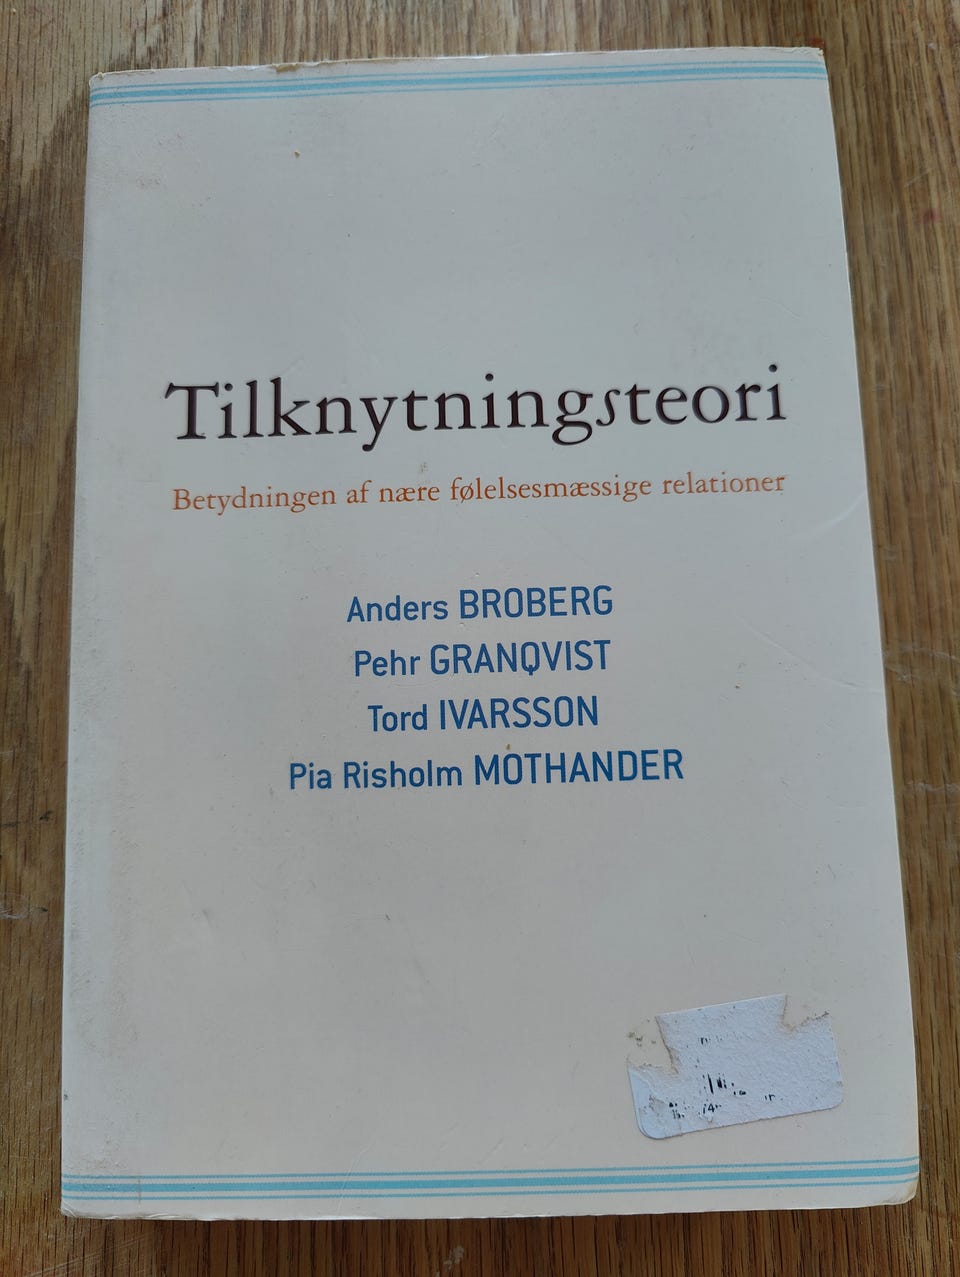 Tilknytningsteori
Betydningen af nære følelsesmæssige relationer
Anders BROBERG
Pehr GRANQVIST
Tord IVARSSON
Pia Risholm MOTHANDER